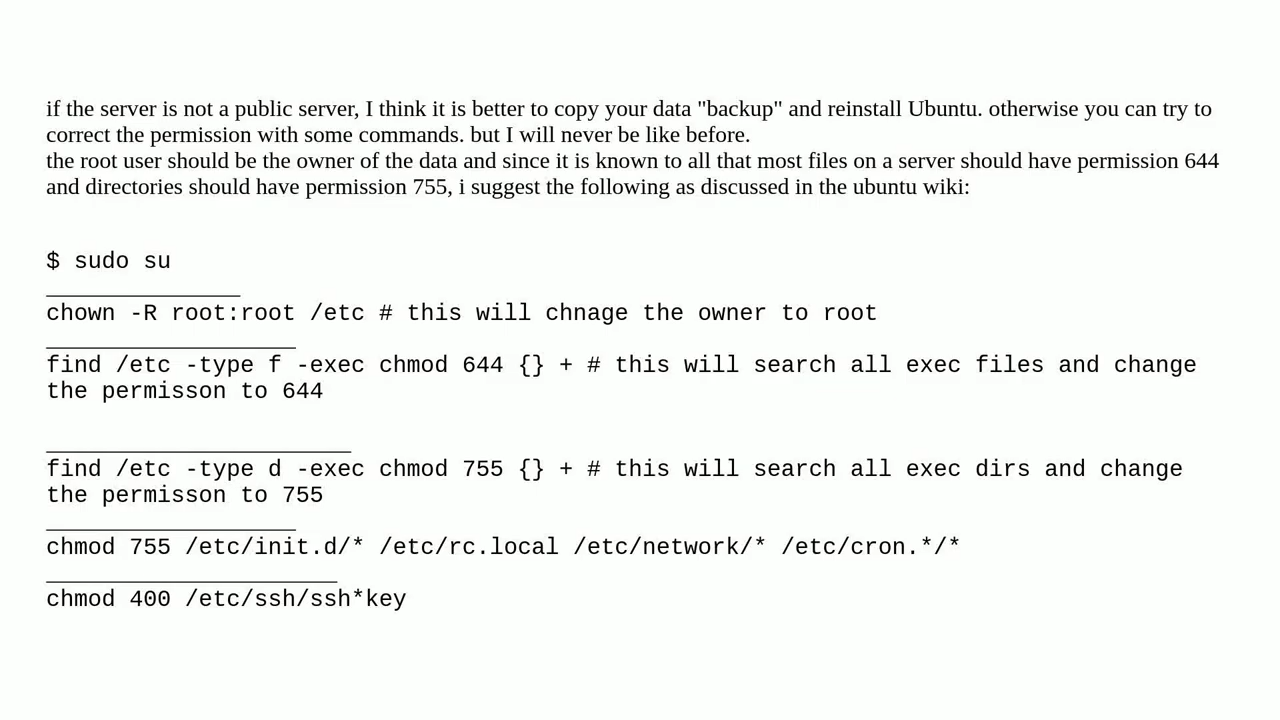 if the server is not a public server, I think it is better to copy your data "backup" and reinstall Ubuntu. otherwise you can try to
correct the permission with some commands. but I will never be like before.
the root user should be the owner of the data and since it is known to all that most files on a server should have permission 644
and directories should have permission 755, i suggest the following as discussed in the ubuntu wiki:
$ sudo su
______________
chown -R root:root /etc # this will chnage the owner to root
__________________
find /etc -type f -exec chmod 644 {} + # this will search all exec files and change
the permisson to 644
______________________
find /etc -type d -exec chmod 755 {} + # this will search all exec dirs and change
the permisson to 755
__________________
chmod 755 /etc/init.d/* /etc/rc.local /etc/network/* /etc/cron.*/*
_____________________
chmod 400 /etc/ssh/ssh*key